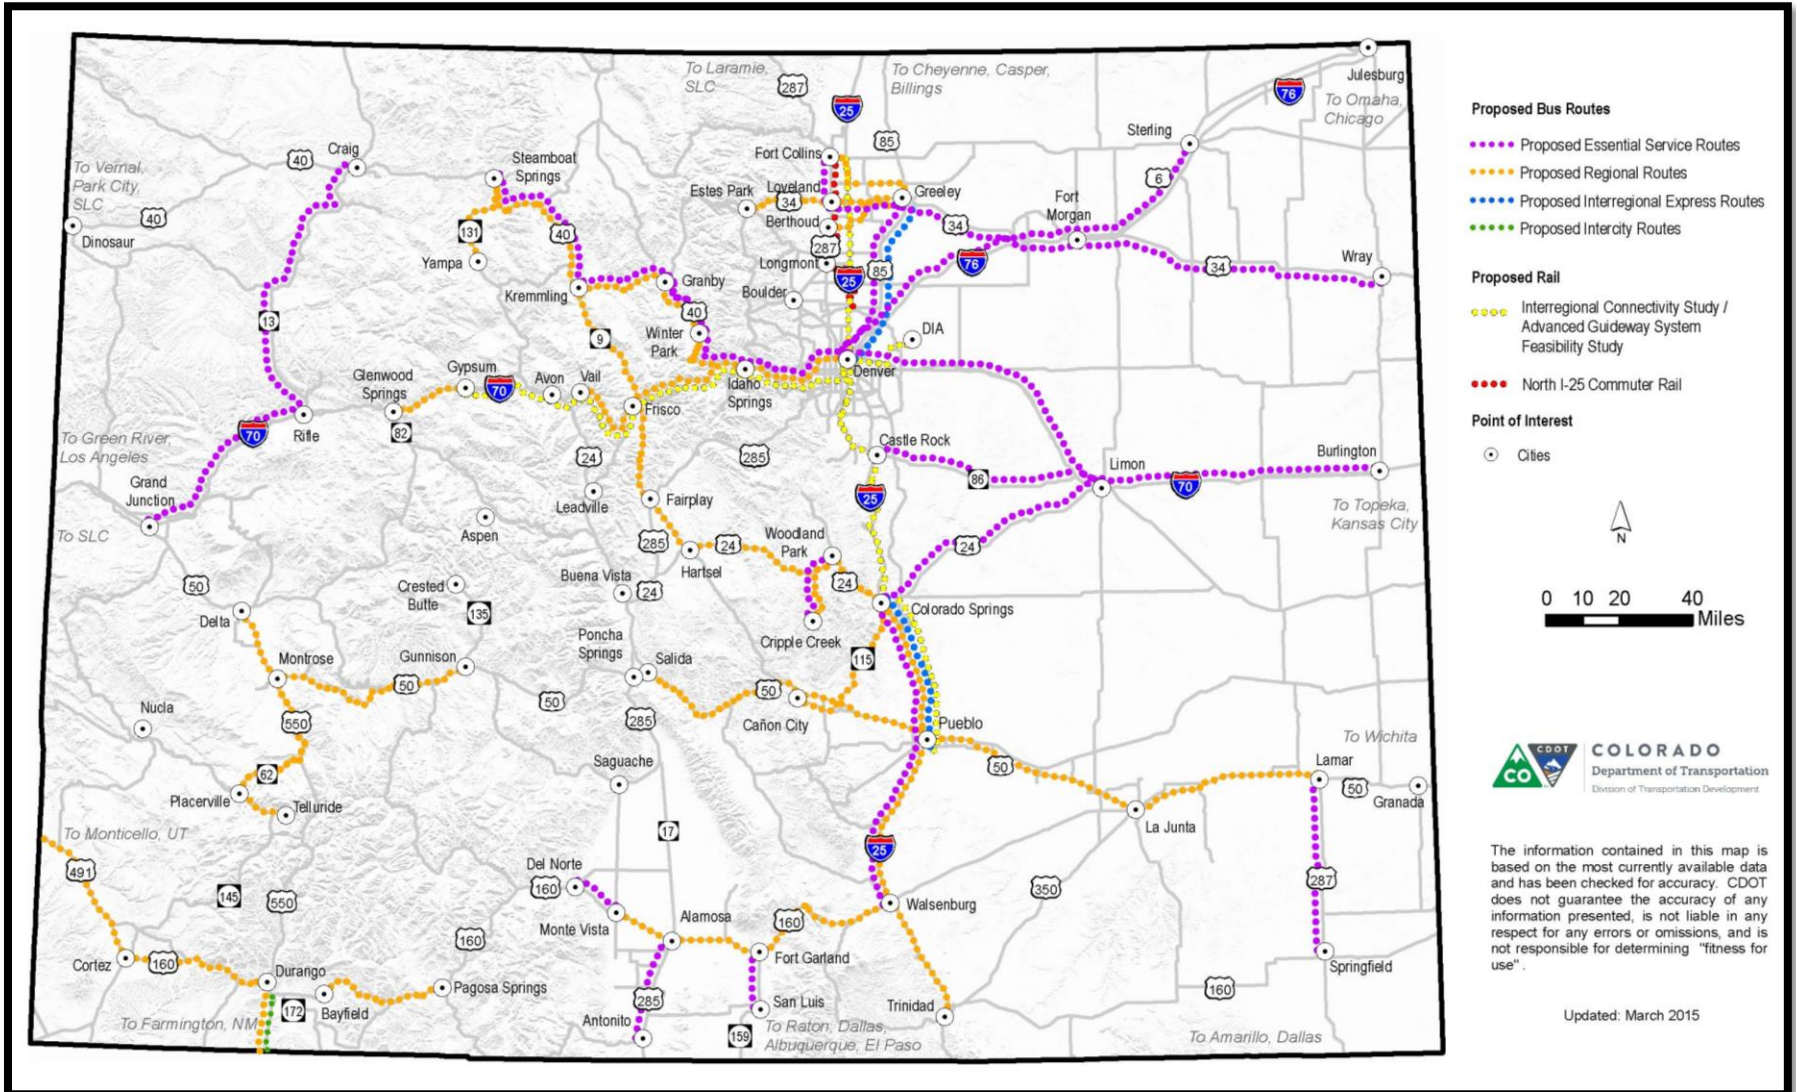 To Laramie,
SLC
287
25
To Cheyenne, Casper,
Billings
85
76
Julesburg
To Omaha,
Chicago
Sterling
6
Craig
40
To Vernal,
Park City,
SLC
40
Dinosaur
Steamboat
Springs
131
40
Yampa
Fort Collins
Estes Park
34
Loveland
Greeley
Berthoud
287
34
Fort
Morgan
76
34
Wray
Longmont
25
85
Boulder
Kremmling
Granby
40
Winter
Park
9
13
DIA
Denver
Gypsum
70
Avon
Vail
Glenwood
Springs
82
Frisco
Idaho
Springs
Rifle
70
To Green River,
Los Angeles
Grand
Junction
To SLC
24
Leadville
285
Castle Rock
86
Limon
70
Burlington
To Topeka,
Kansas City
25
Fairplay
Aspen
285
24
Hartsel
Woodland
Park
24
24
Buena Vista
24
Crested
Butte
135
50
Delta
Cripple Creek
Colorado Springs
115
Poncha
Springs
Salida
Gunnison
Montrose
50
50
50
Cañon City
285
550
Nucla
62
Placerville
Telluride
Pueblo
50
To Wichita
Lamar
50
Granada
La Junta
Saguache
17
25
287
350
To Monticello, UT
491
145
550
Del Norte
160
Monte Vista
Alamosa
160
Walsenburg
160
Cortez
160
Durango
172
Bayfield
Pagosa Springs
To Farmington, NM
Fort Garland
285
San Luis
Antonito
159
To Raton, Dallas,
Albuquerque, El Paso
Trinidad
160
Springfield
To Amarillo, Dallas
Proposed Bus Routes
Proposed Essential Service Routes
Proposed Regional Routes
Proposed Interregional Express Routes
Proposed Intercity Routes
Proposed Rail
Interregional Connectivity Study /
Advanced Guideway System
Feasibility Study
North I-25 Commuter Rail
Point of Interest
Cities
N
0 10 20 40
Miles
CO
CDOT
COLORADO
Department of Transportation
Division of Transportation Development
The information contained in this map is
based on the most currently available data
and has been checked for accuracy. CDOT
does not guarantee the accuracy of any
information presented, is not liable in any
respect for any errors or omissions, and is
not responsible for determining "fitness for
use" .
Updated: March 2015